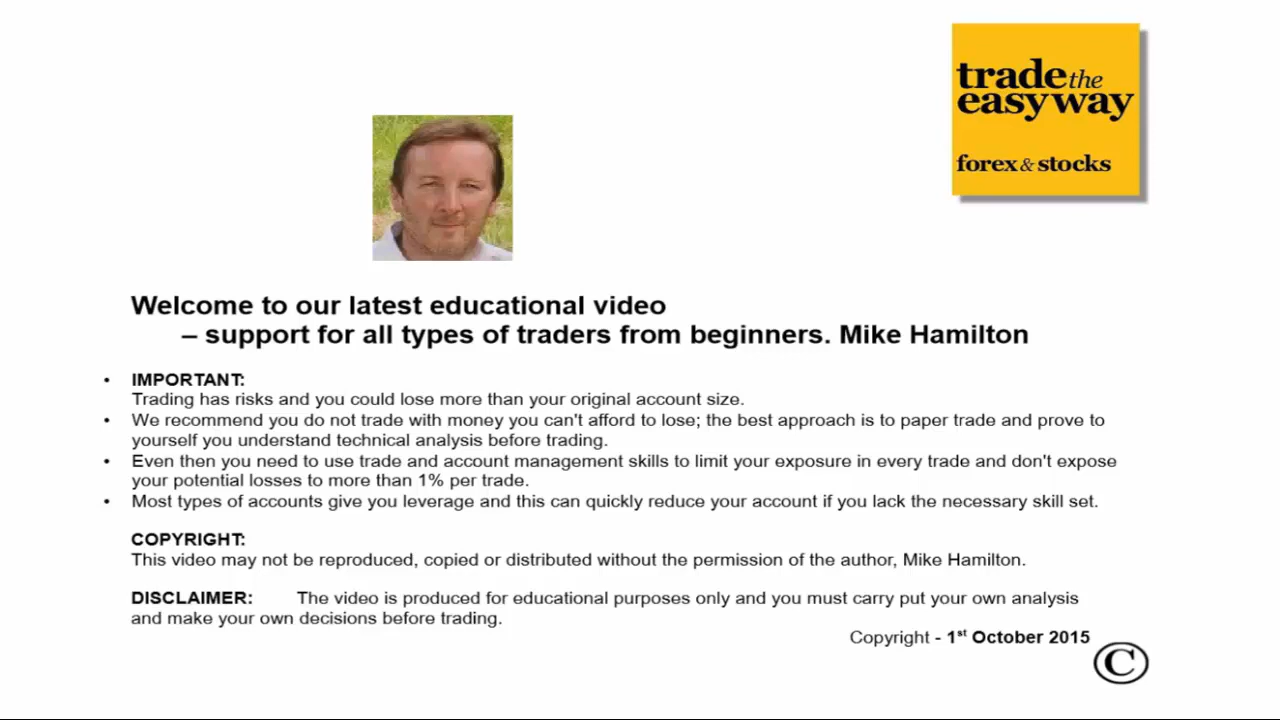 trade the
easyway
forex & stocks
Welcome to our latest educational video
– support for all types of traders from beginners. Mike Hamilton
• IMPORTANT:
Trading has risks and you could lose more than your original account size.
• We recommend you do not trade with money you can't afford to lose; the best approach is to paper trade and prove to
yourself you understand technical analysis before trading.
• Even then you need to use trade and account management skills to limit your exposure in every trade and don't expose
your potential losses to more than 1% per trade.
• Most types of accounts give you leverage and this can quickly reduce your account if you lack the necessary skill set.
COPYRIGHT:
This video may not be reproduced, copied or distributed without the permission of the author, Mike Hamilton.
DISCLAIMER: The video is produced for educational purposes only and you must carry put your own analysis
and make your own decisions before trading.
Copyright - 1st October 2015
©